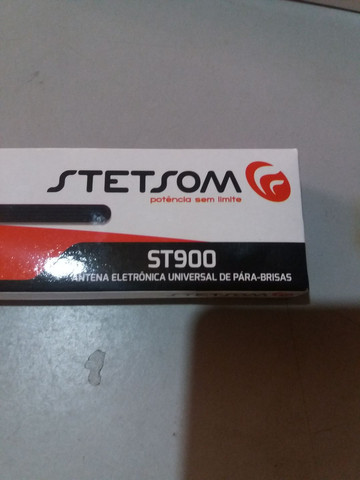 STETSOM
potência sem limite
ST900
ANTENA ELETRÔNICA UNIVERSAL DE PÁRA-BRISAS